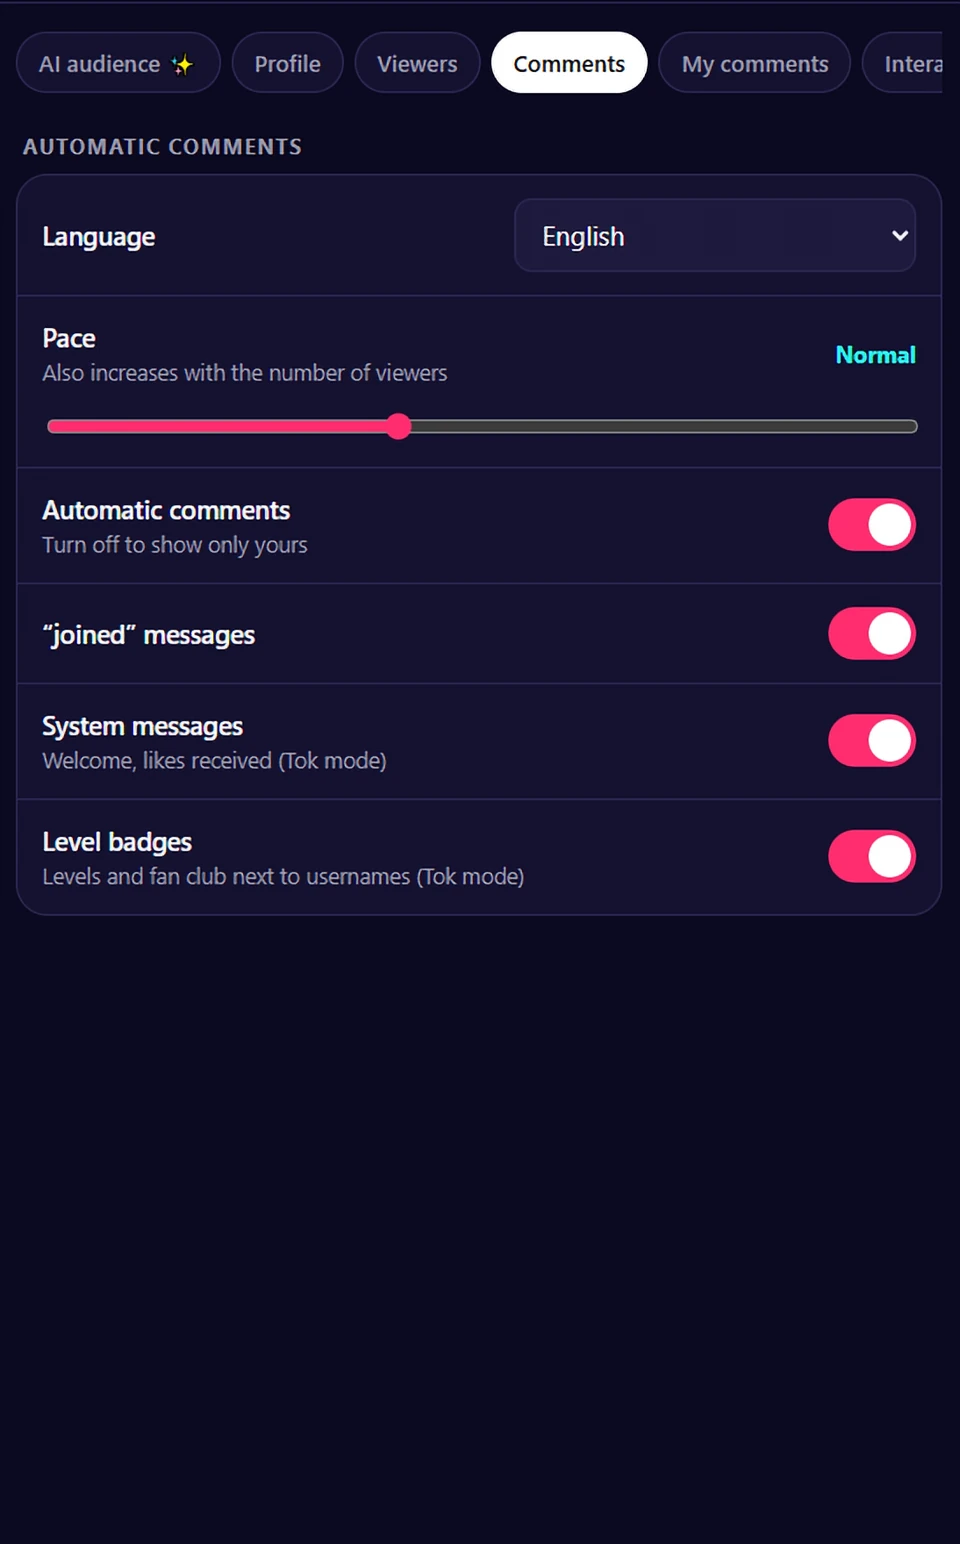 AI audience ✨
Profile
Viewers
Comments
My comments
Intera
AUTOMATIC COMMENTS
Language
English
Pace
Also increases with the number of viewers
Normal
Automatic comments
Turn off to show only yours
“joined” messages
System messages
Welcome, likes received (Tok mode)
Level badges
Levels and fan club next to usernames (Tok mode)